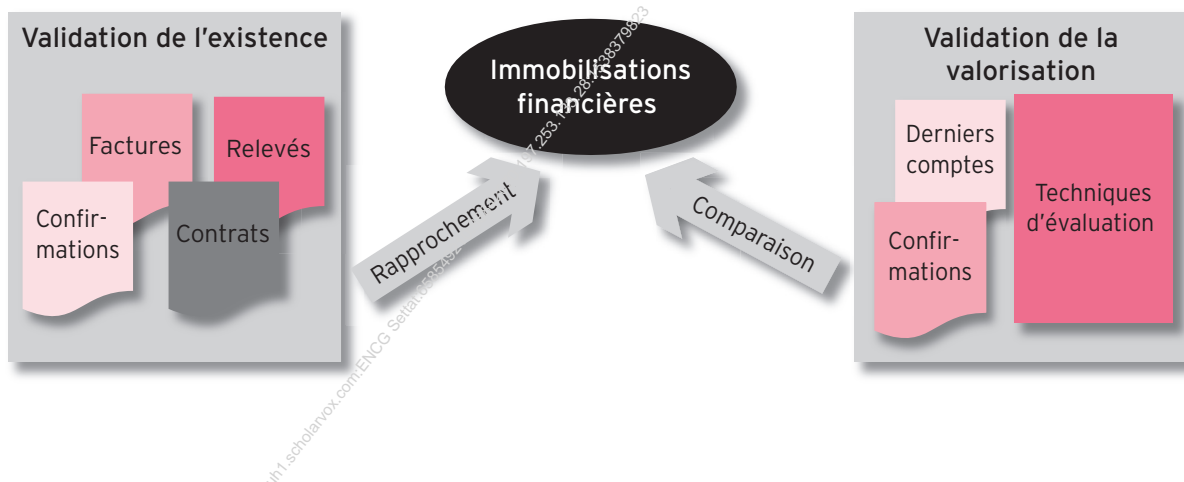 Validation de l'existence
Factures
Relevés
Confir-
mations
Contrats
Rapprochement
Immobilisations
financières
Comparaison
Validation de la
valorisation
Derniers
comptes
Techniques
d'évaluation
Confir-
mations